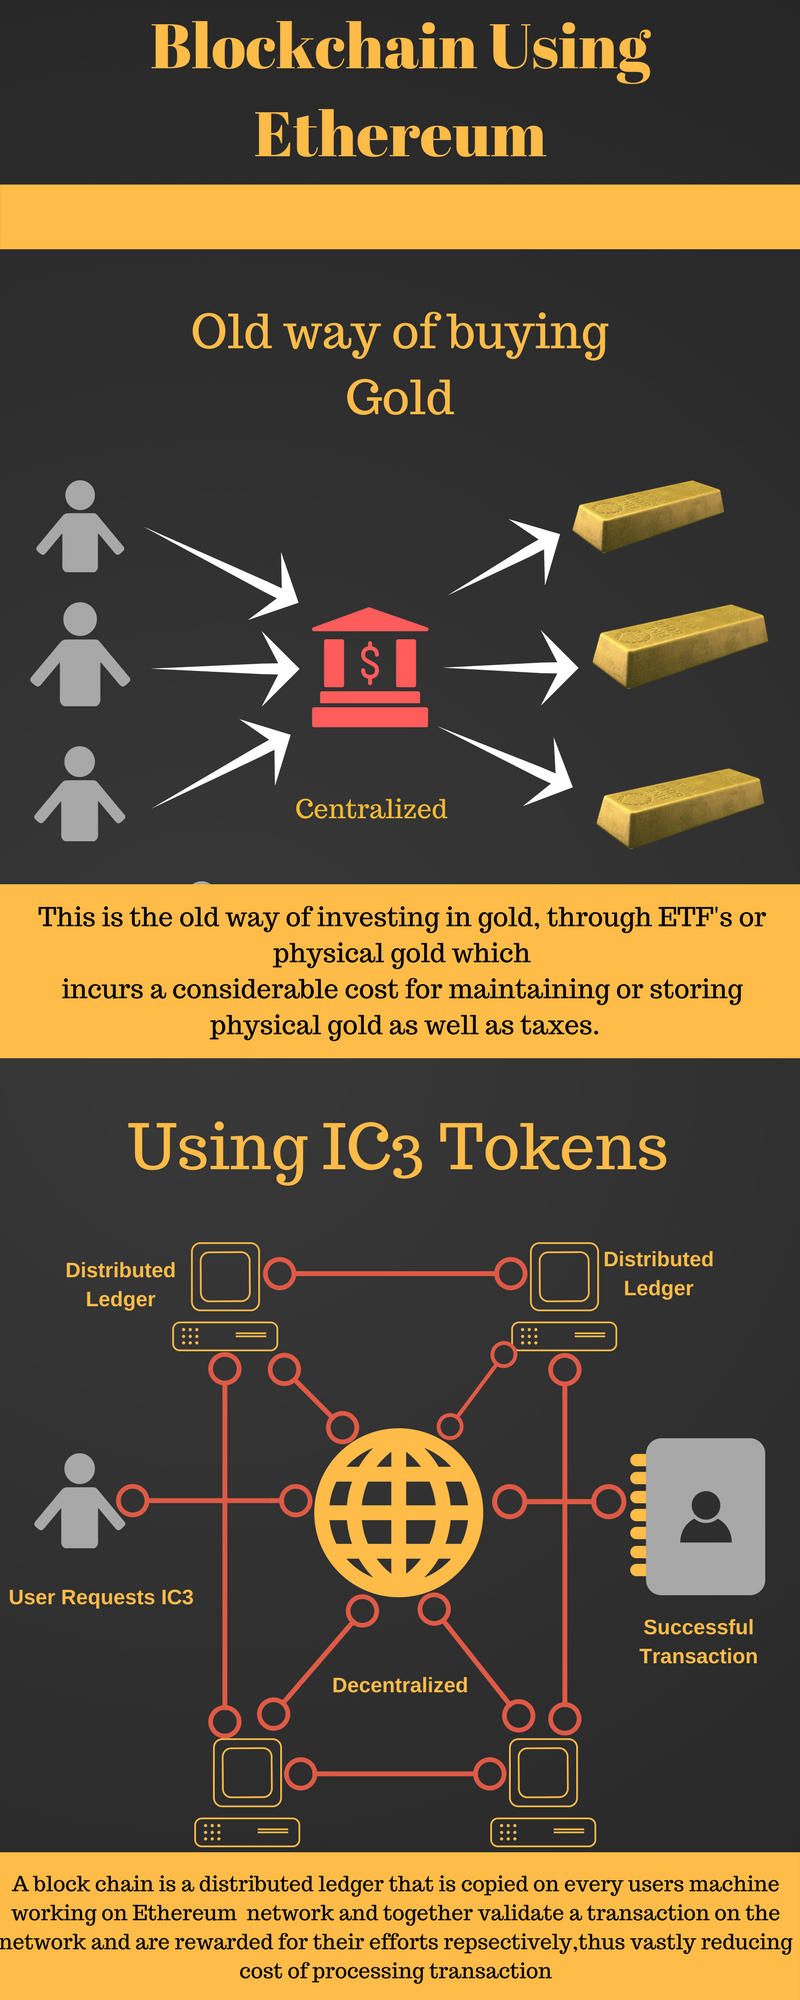 Blockchain Using
Ethereum
Old way of buying
Gold
$
Centralized
This is the old way of investing in gold, through ETF's or
physical gold which
incurs a considerable cost for maintaining or storing
physical gold as well as taxes.
Using IC3 Tokens
Distributed
Ledger
Distributed
Ledger
User Requests IC3
Successful
Transaction
Decentralized
A block chain is a distributed ledger that is copied on every users machine
working on Ethereum  network and together validate a transaction on the
network and are rewarded for their efforts repsectively,thus vastly reducing
cost of processing transaction